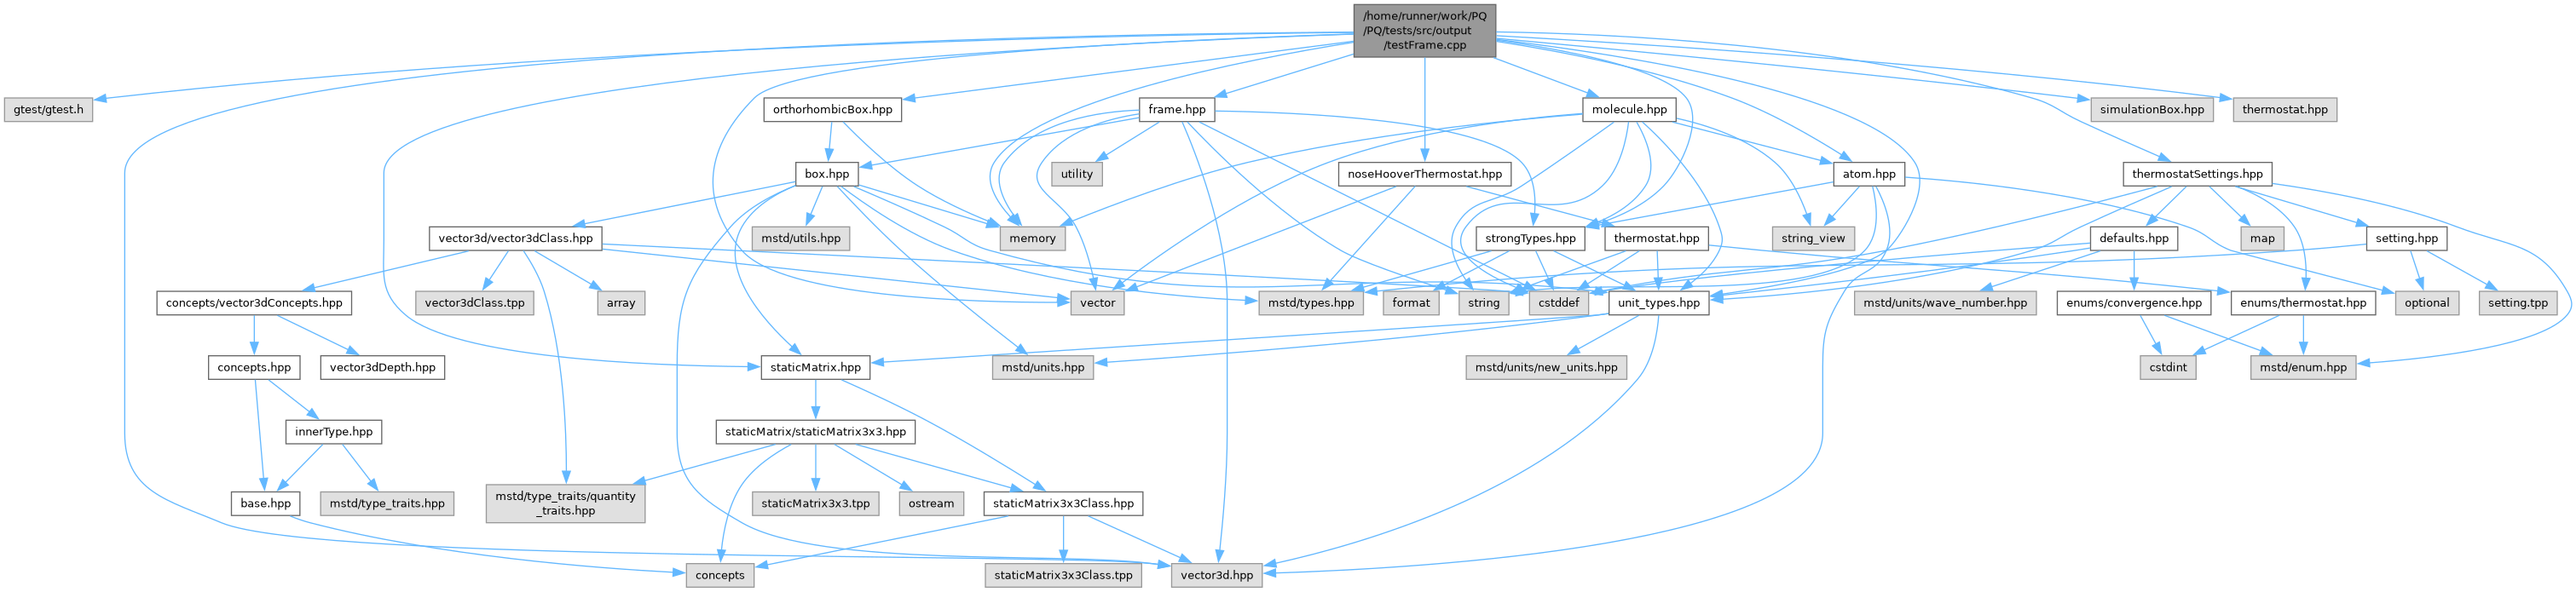 /home/runner/work/PQ
/PQ/tests/src/output
/testFrame.cpp
gtest/gtest.h
orthorhombicBox.hpp
frame.hpp
molecule.hpp
simulationBox.hpp
thermostat.hpp
box.hpp
utility
noseHooverThermostat.hpp
atom.hpp
thermostatSettings.hpp
vector3d/vector3dClass.hpp
mstd/utils.hpp
memory
strongTypes.hpp
thermostat.hpp
string_view
defaults.hpp
map
setting.hpp
concepts/vector3dConcepts.hpp
vector3dClass.tpp
array
vector
mstd/types.hpp
format
string
cstddef
unit_types.hpp
mstd/units/wave_number.hpp
enums/convergence.hpp
enums/thermostat.hpp
optional
setting.tpp
concepts.hpp
vector3dDepth.hpp
staticMatrix.hpp
mstd/units.hpp
mstd/units/new_units.hpp
cstdint
mstd/enum.hpp
innerType.hpp
staticMatrix/staticMatrix3x3.hpp
base.hpp
mstd/type_traits.hpp
mstd/type_traits/quantity
_traits.hpp
staticMatrix3x3.tpp
ostream
staticMatrix3x3Class.hpp
concepts
staticMatrix3x3Class.tpp
vector3d.hpp